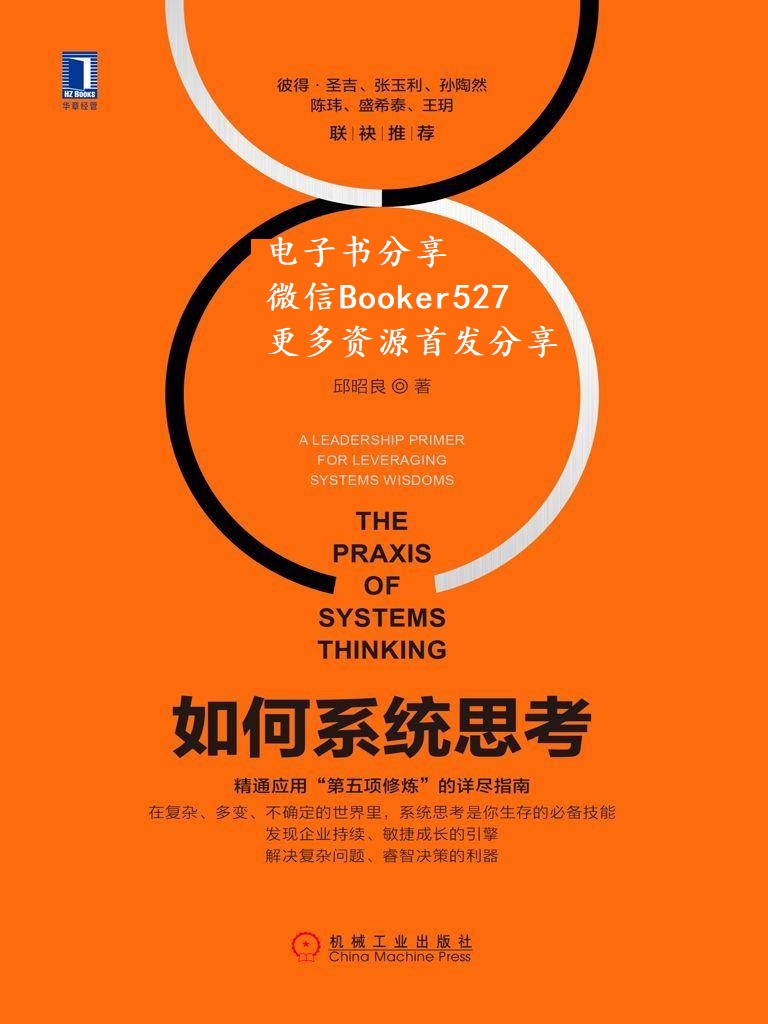 HZ BOOKS
华章经管
彼得·圣吉、张玉利、孙陶然
陈玮、盛希泰、王玥
联|袂|推|荐
电子书分享
微信Booker527
更多资源首发分享
邱昭良 ◎ 著
A LEADERSHIP PRIMER
FOR LEVERAGING
SYSTEMS WISDOMS
THE
PRAXIS
OF
SYSTEMS
THINKING
如何系统思考
精通应用“第五项修炼”的详尽指南
在复杂、多变、不确定的世界里，系统思考是你生存的必备技能
发现企业持续、敏捷成长的引擎
解决复杂问题、睿智决策的利器
机械工业出版社
China Machine Press